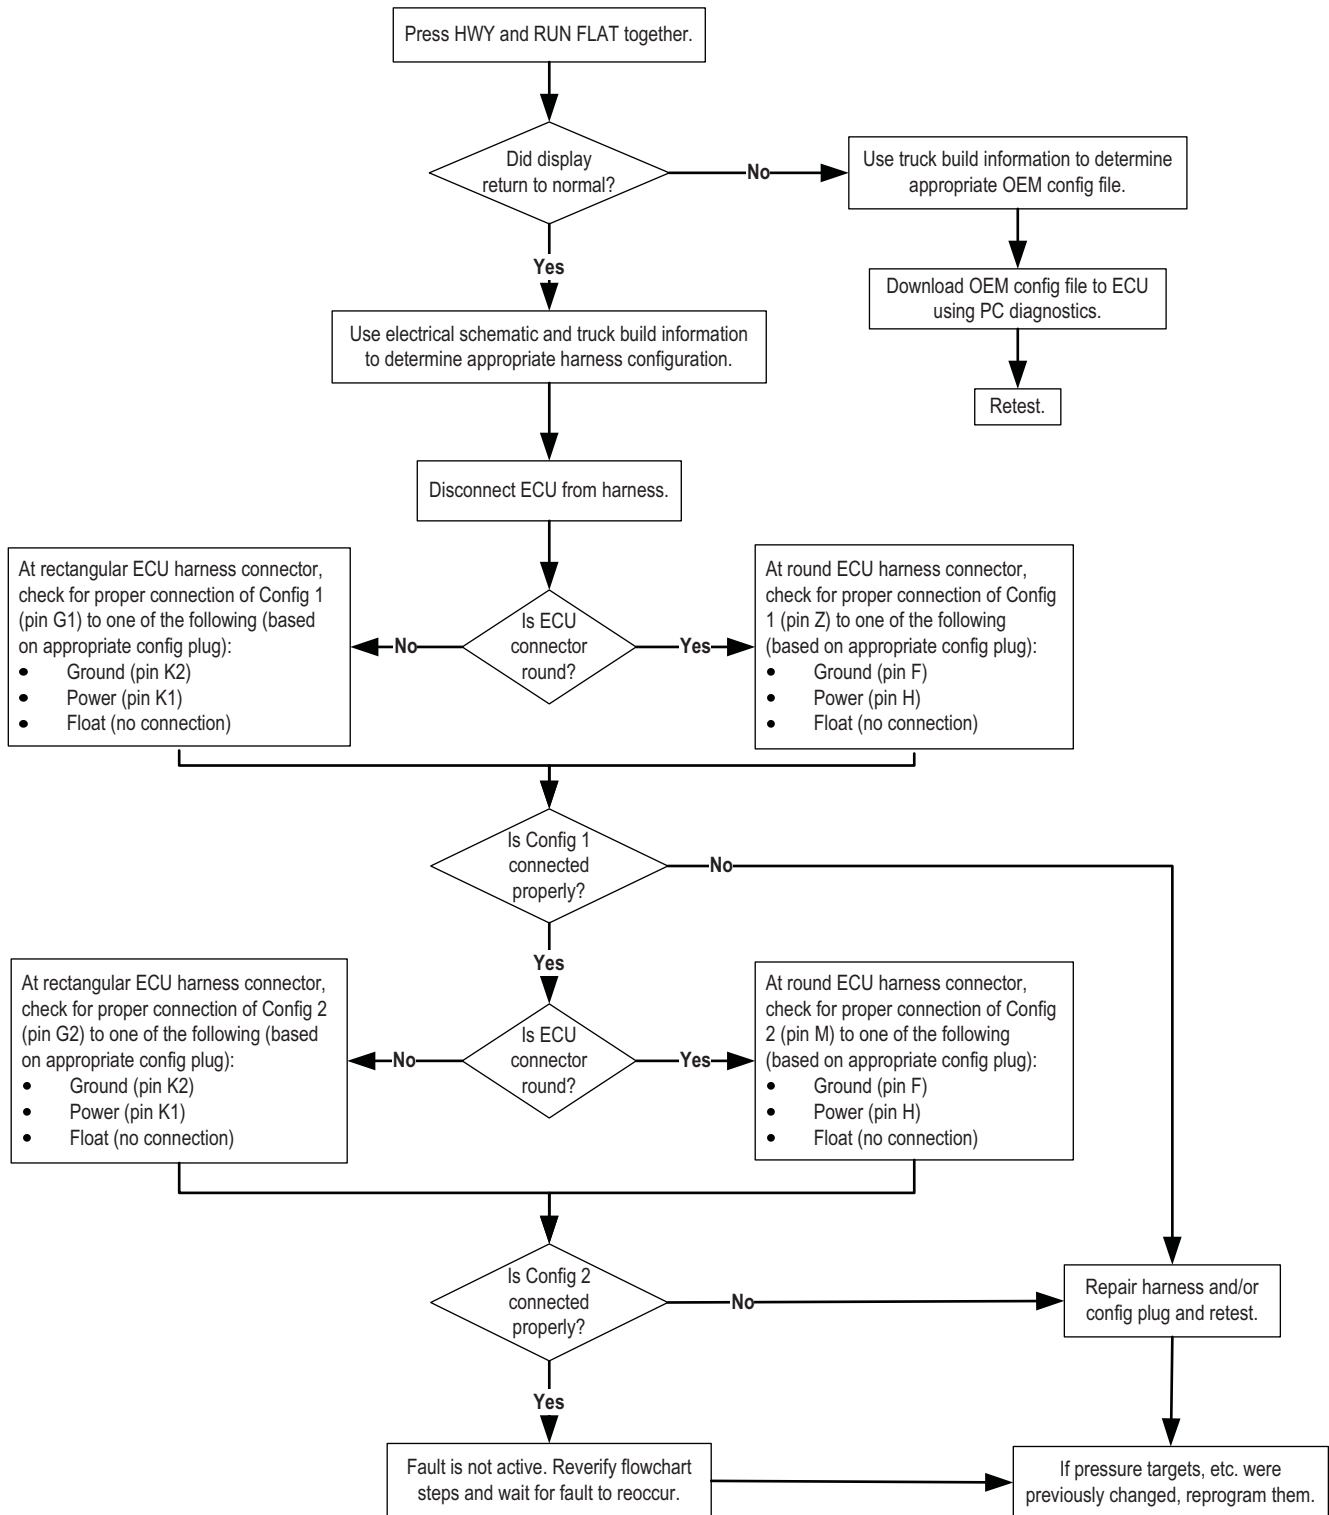 Press HWY and RUN FLAT together.
Did display
return to normal?
No
Use truck build information to determine
appropriate OEM config file.
Yes
Download OEM config file to ECU
using PC diagnostics.
Use electrical schematic and truck build information
to determine appropriate harness configuration.
Retest.
Disconnect ECU from harness.
At rectangular ECU harness connector,
check for proper connection of Config 1
(pin G1) to one of the following (based
on appropriate config plug):
• Ground (pin K2)
• Power (pin K1)
• Float (no connection)
No
Is ECU
connector
round?
Yes
At round ECU harness connector,
check for proper connection of Config
1 (pin Z) to one of the following
(based on appropriate config plug):
• Ground (pin F)
• Power (pin H)
• Float (no connection)
Is Config 1
connected
properly?
No
Yes
At rectangular ECU harness connector,
check for proper connection of Config 2
(pin G2) to one of the following (based
on appropriate config plug):
• Ground (pin K2)
• Power (pin K1)
• Float (no connection)
No
Is ECU
connector
round?
Yes
At round ECU harness connector,
check for proper connection of Config
2 (pin M) to one of the following
(based on appropriate config plug):
• Ground (pin F)
• Power (pin H)
• Float (no connection)
Is Config 2
connected
properly?
No
Repair harness and/or
config plug and retest.
Yes
Fault is not active. Reverify flowchart
steps and wait for fault to reoccur.
If pressure targets, etc. were
previously changed, reprogram them.